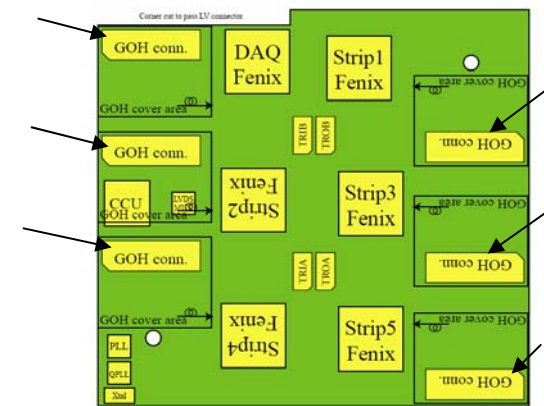 Corner cut to pass LV connector
GOH conn.
GOH cover area
DAQ
Fenix
Strip1
Fenix
GOH cover area
GOH conn.
TRIB
TROB
GOH conn.
CCU
LVDS
GOH cover area
Strip2
Fenix
Strip3
Fenix
GOH cover area
GOH conn.
GOH conn.
GOH cover area
TRIA
TROA
Strip4
Fenix
Strip5
Fenix
GOH cover area
GOH conn.
PLL
QPLL
Xtal